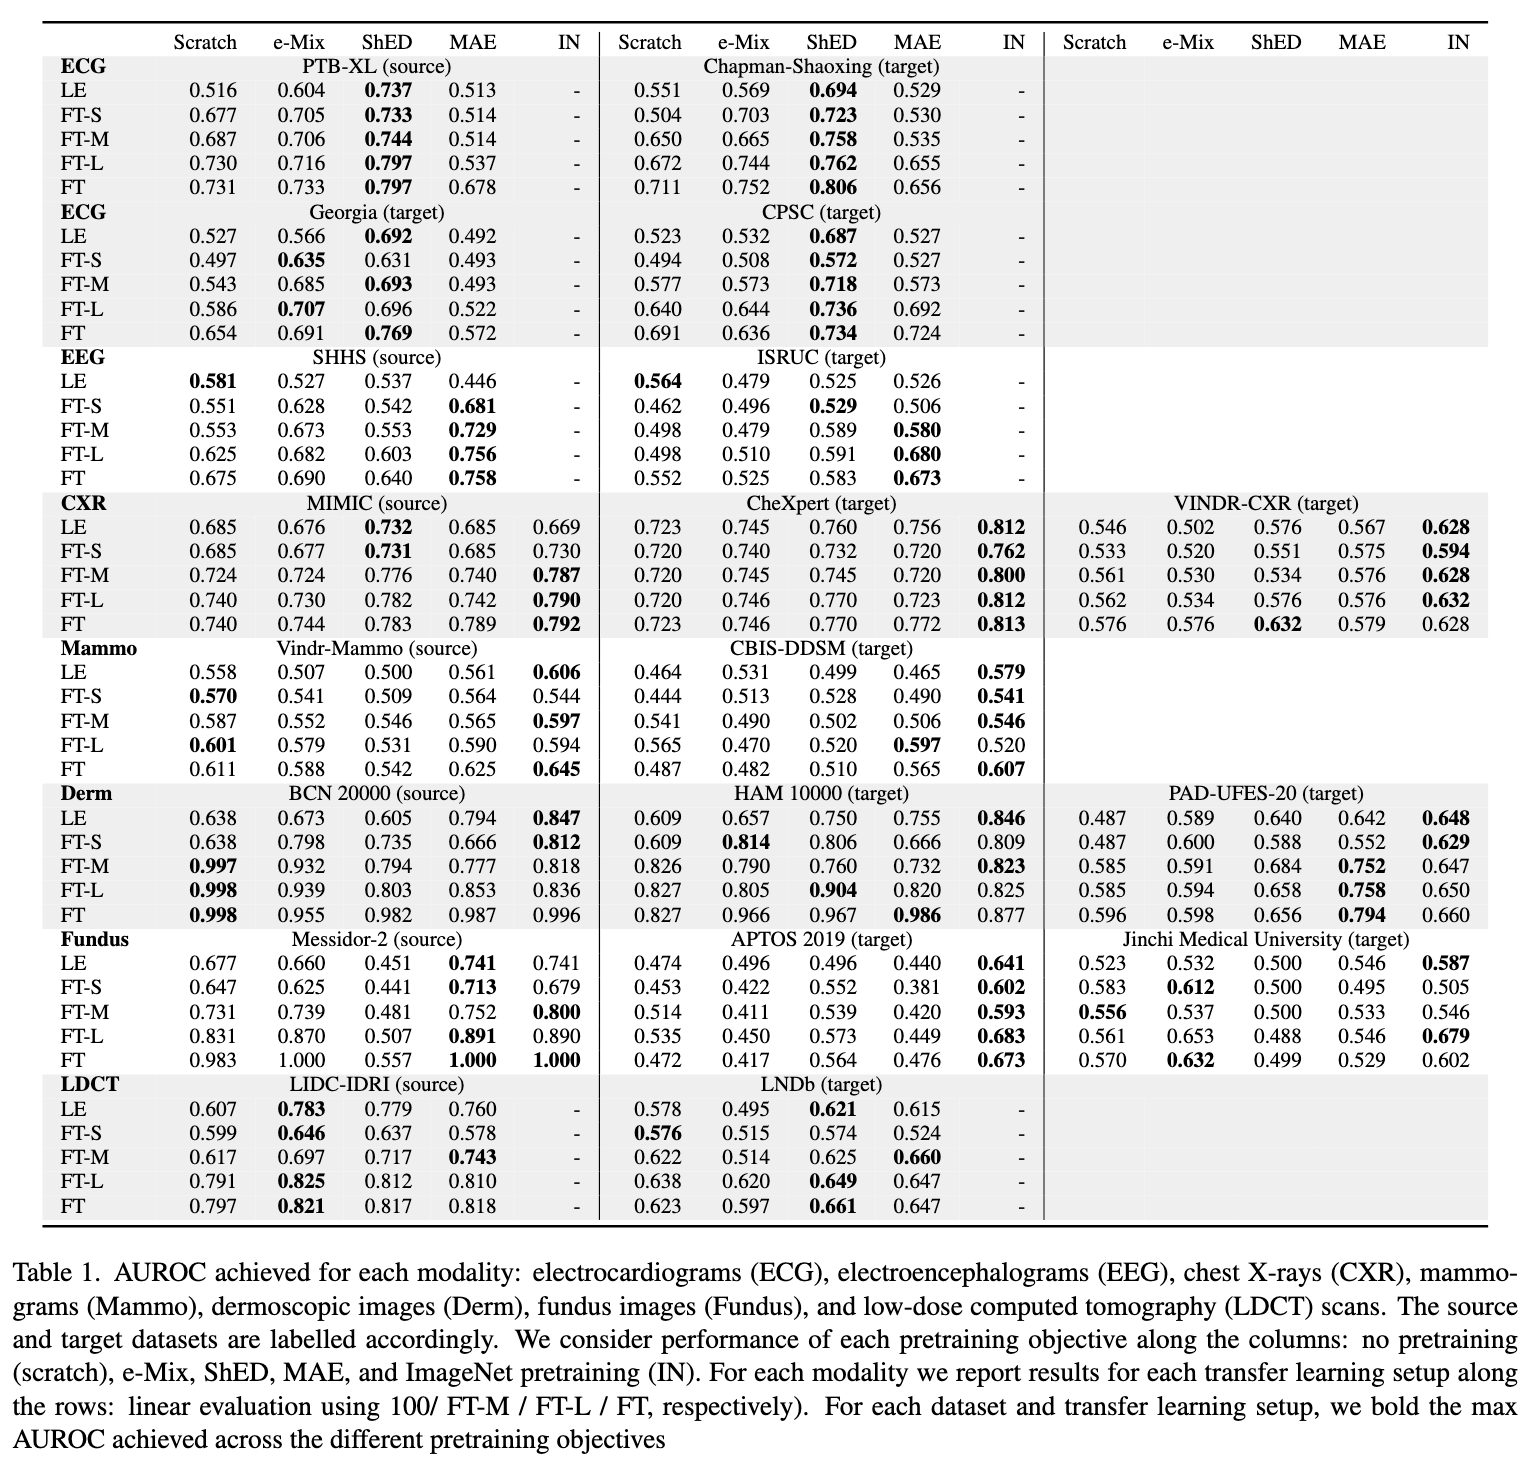 Scratch e-Mix ShED MAE IN Scratch e-Mix ShED MAE IN Scratch e-Mix ShED MAE IN
ECG PTB-XL (source) Chapman-Shaoxing (target)
LE 0.516 0.604 0.737 0.513 - 0.551 0.569 0.694 0.529 -
FT-S 0.677 0.705 0.733 0.514 - 0.504 0.703 0.723 0.530 -
FT-M 0.687 0.706 0.744 0.514 - 0.650 0.665 0.758 0.535 -
FT-L 0.730 0.716 0.797 0.537 - 0.672 0.744 0.762 0.655 -
FT 0.731 0.733 0.797 0.678 - 0.711 0.752 0.806 0.656 -
ECG Georgia (target) CPSC (target)
LE 0.527 0.566 0.692 0.492 - 0.523 0.532 0.687 0.527 -
FT-S 0.497 0.635 0.631 0.493 - 0.494 0.508 0.572 0.527 -
FT-M 0.543 0.685 0.693 0.493 - 0.577 0.573 0.718 0.573 -
FT-L 0.586 0.707 0.696 0.522 - 0.640 0.644 0.736 0.692 -
FT 0.654 0.691 0.769 0.572 - 0.691 0.636 0.734 0.724 -
EEG SHHS (source) ISRUC (target)
LE 0.581 0.527 0.537 0.446 - 0.564 0.479 0.525 0.526 -
FT-S 0.551 0.628 0.542 0.681 - 0.462 0.496 0.529 0.506 -
FT-M 0.553 0.673 0.553 0.729 - 0.498 0.479 0.589 0.580 -
FT-L 0.625 0.682 0.603 0.756 - 0.498 0.510 0.591 0.680 -
FT 0.675 0.690 0.640 0.758 - 0.552 0.525 0.583 0.673 -
CXR MIMIC (source) CheXpert (target) VINDR-CXR (target)
LE 0.685 0.676 0.732 0.685 0.669 0.723 0.745 0.760 0.756 0.812 0.546 0.502 0.576 0.567 0.628
FT-S 0.685 0.677 0.731 0.685 0.730 0.720 0.740 0.732 0.720 0.762 0.533 0.520 0.551 0.575 0.594
FT-M 0.724 0.724 0.776 0.740 0.787 0.720 0.745 0.745 0.720 0.800 0.561 0.530 0.534 0.576 0.628
FT-L 0.740 0.730 0.782 0.742 0.790 0.720 0.746 0.770 0.723 0.812 0.562 0.534 0.576 0.576 0.632
FT 0.740 0.744 0.783 0.789 0.792 0.723 0.746 0.770 0.772 0.813 0.576 0.576 0.632 0.579 0.628
Mammo Vindr-Mammo (source) CBIS-DDSM (target)
LE 0.558 0.507 0.500 0.561 0.606 0.464 0.531 0.499 0.465 0.579
FT-S 0.570 0.541 0.509 0.564 0.544 0.444 0.513 0.528 0.490 0.541
FT-M 0.587 0.552 0.546 0.565 0.597 0.541 0.490 0.502 0.506 0.546
FT-L 0.601 0.579 0.531 0.590 0.594 0.565 0.470 0.520 0.597 0.520
FT 0.611 0.588 0.542 0.625 0.645 0.487 0.482 0.510 0.565 0.607
Derm BCN 20000 (source) HAM 10000 (target) PAD-UFES-20 (target)
LE 0.638 0.673 0.605 0.794 0.847 0.609 0.657 0.750 0.755 0.846 0.487 0.589 0.640 0.642 0.648
FT-S 0.638 0.798 0.735 0.666 0.812 0.609 0.814 0.806 0.666 0.809 0.487 0.600 0.588 0.552 0.629
FT-M 0.997 0.932 0.794 0.777 0.818 0.826 0.790 0.760 0.732 0.823 0.585 0.591 0.684 0.752 0.647
FT-L 0.998 0.939 0.803 0.853 0.836 0.827 0.805 0.904 0.820 0.825 0.585 0.594 0.658 0.758 0.650
FT 0.998 0.955 0.982 0.987 0.996 0.827 0.966 0.967 0.986 0.877 0.596 0.598 0.656 0.794 0.660
Fundus Messidor-2 (source) APTOS 2019 (target) Jinchi Medical University (target)
LE 0.677 0.660 0.451 0.741 0.741 0.474 0.496 0.496 0.440 0.641 0.523 0.532 0.500 0.546 0.587
FT-S 0.647 0.625 0.441 0.713 0.679 0.453 0.422 0.552 0.381 0.602 0.583 0.612 0.500 0.495 0.505
FT-M 0.731 0.739 0.481 0.752 0.800 0.514 0.411 0.539 0.420 0.593 0.556 0.537 0.500 0.533 0.546
FT-L 0.831 0.870 0.507 0.891 0.890 0.535 0.450 0.573 0.449 0.683 0.561 0.653 0.488 0.546 0.679
FT 0.983 1.000 0.557 1.000 1.000 0.472 0.417 0.564 0.476 0.673 0.570 0.632 0.499 0.529 0.602
LDCT LIDC-IDRI (source) LNDb (target)
LE 0.607 0.783 0.779 0.760 - 0.578 0.495 0.621 0.615 -
FT-S 0.599 0.646 0.637 0.578 - 0.576 0.515 0.574 0.524 -
FT-M 0.617 0.697 0.717 0.743 - 0.622 0.514 0.625 0.660 -
FT-L 0.791 0.825 0.812 0.810 - 0.638 0.620 0.649 0.647 -
FT 0.797 0.821 0.817 0.818 - 0.623 0.597 0.661 0.647 -
Table 1. AUROC achieved for each modality: electrocardiograms (ECG), electroencephalograms (EEG), chest X-rays (CXR), mammo-
grams (Mammo), dermoscopic images (Derm), fundus images (Fundus), and low-dose computed tomography (LDCT) scans. The source
and target datasets are labelled accordingly. We consider performance of each pretraining objective along the columns: no pretraining
(scratch), e-Mix, ShED, MAE, and ImageNet pretraining (IN). For each modality we report results for each transfer learning setup along
the rows: linear evaluation using 100/ FT-M / FT-L / FT, respectively). For each dataset and transfer learning setup, we bold the max
AUROC achieved across the different pretraining objectives